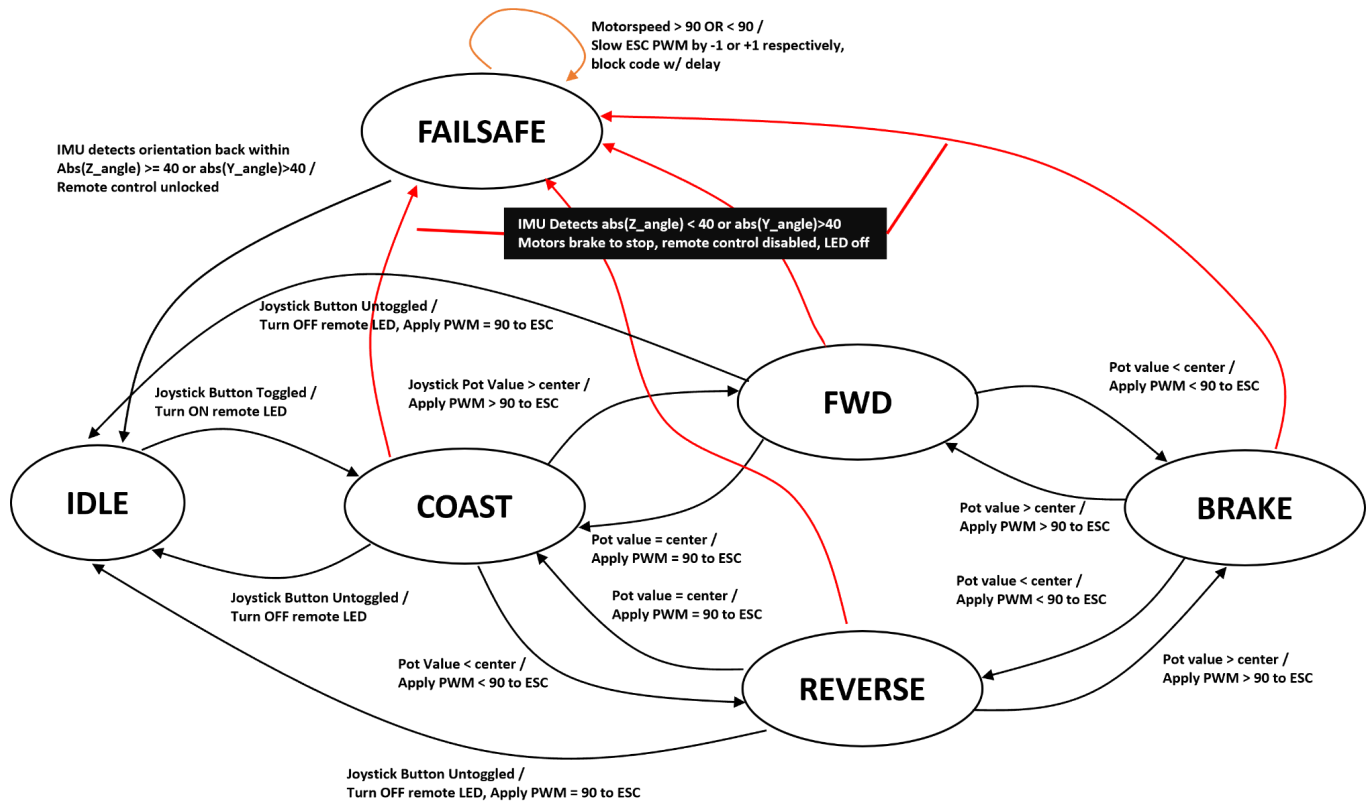 Motorspeed > 90 OR < 90 /
Slow ESC PWM by -1 or +1 respectively,
block code w/ delay
FAILSAFE
IMU detects orientation back within
Abs(Z_angle) >= 40 or abs(Y_angle)>40 /
Remote control unlocked
IMU Detects abs(Z_angle) < 40 or abs(Y_angle)>40
Motors brake to stop, remote control disabled, LED off
Joystick Button Untoggled /
Turn OFF remote LED, Apply PWM = 90 to ESC
Joystick Button Toggled /
Turn ON remote LED
Joystick Pot Value > center /
Apply PWM > 90 to ESC
FWD
Pot value < center /
Apply PWM < 90 to ESC
IDLE
COAST
BRAKE
Pot value > center /
Apply PWM > 90 to ESC
Pot value = center /
Apply PWM = 90 to ESC
Pot value < center /
Apply PWM < 90 to ESC
Joystick Button Untoggled /
Turn OFF remote LED
Pot value = center /
Apply PWM = 90 to ESC
Pot Value < center /
Apply PWM < 90 to ESC
REVERSE
Pot value > center /
Apply PWM > 90 to ESC
Joystick Button Untoggled /
Turn OFF remote LED, Apply PWM = 90 to ESC